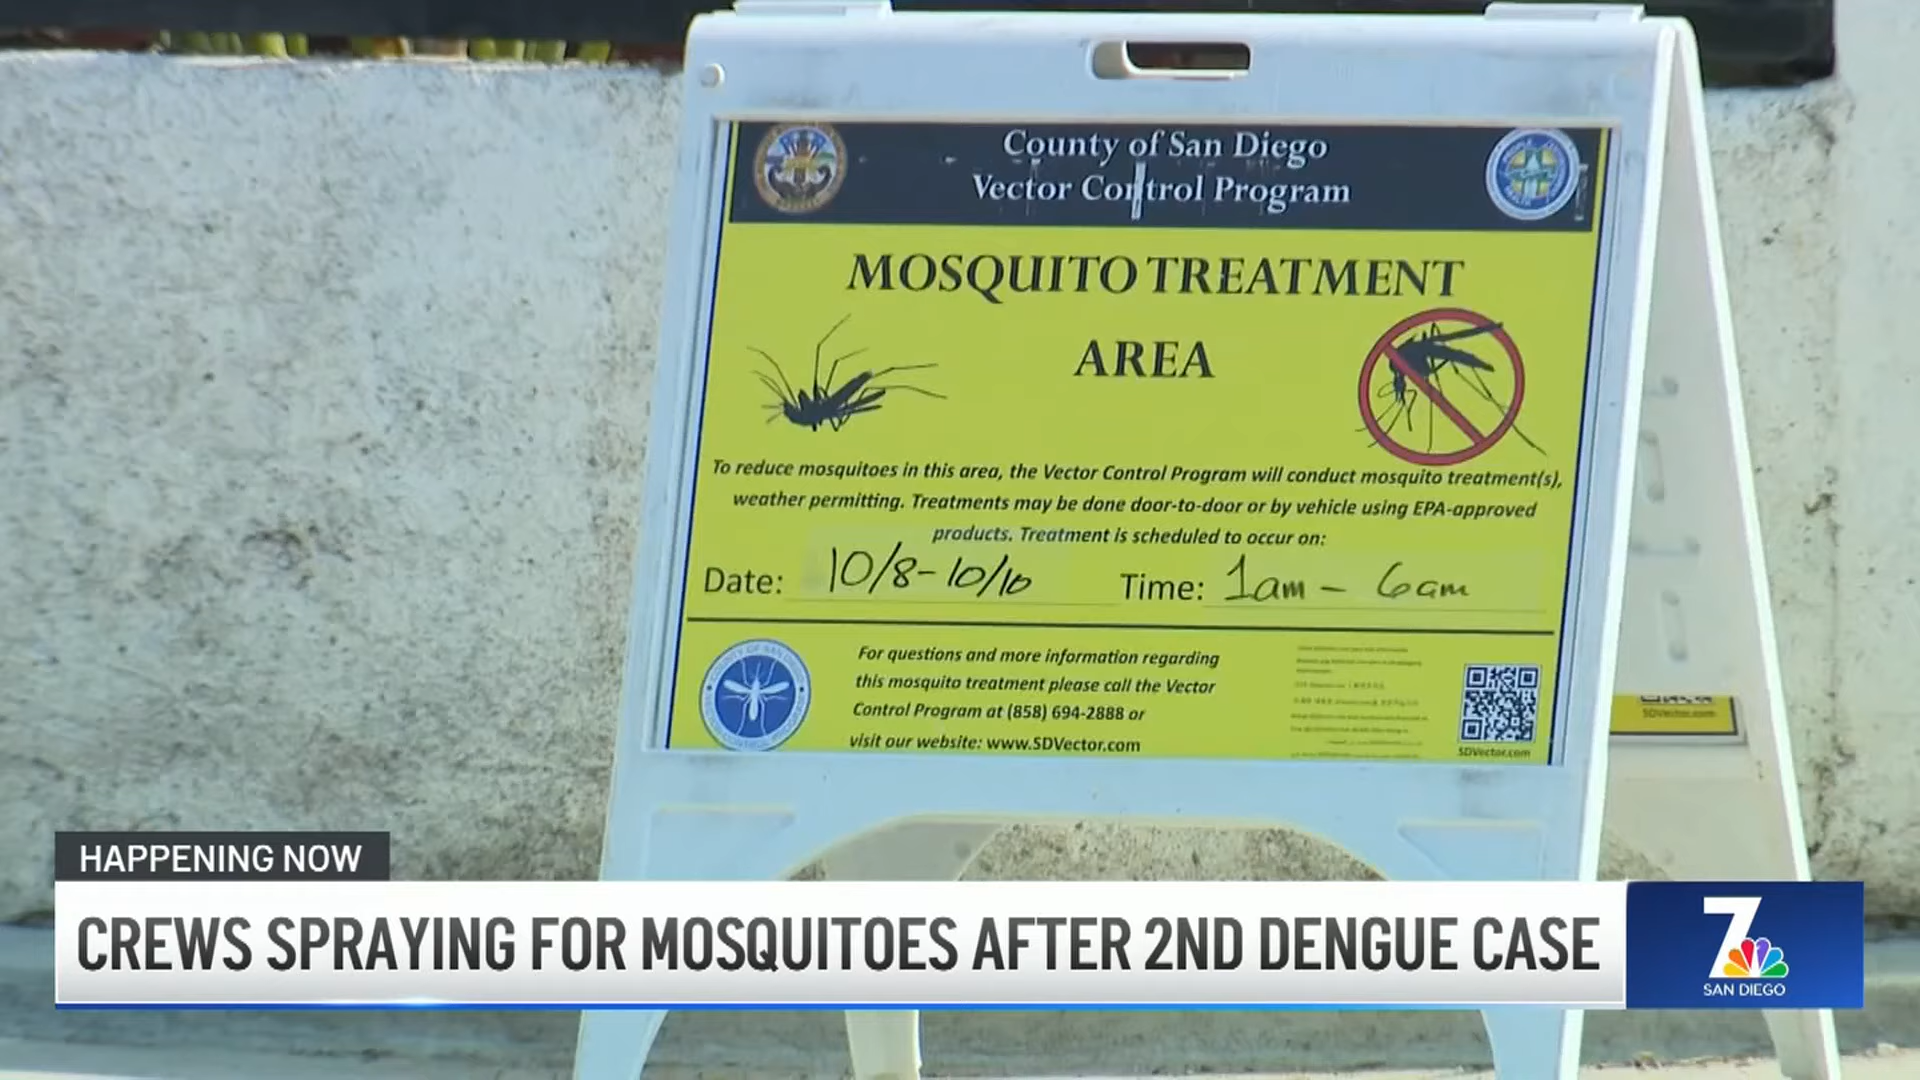 County of San Diego
Vector Control Program
MOSQUITO TREATMENT
AREA
To reduce mosquitoes in this area, the Vector Control Program will conduct mosquito treatment(s),
weather permitting. Treatments may be done door-to-door or by vehicle using EPA-approved
products. Treatment is scheduled to occur on:
Date: 10/8-10/10 Time: 1am - 6am
For questions and more information regarding
this mosquito treatment please call the Vector
Control Program at (858) 694-2888 or
visit our website: www.SDVector.com
SDVector.com
SDVector.com
HAPPENING NOW
CREWS SPRAYING FOR MOSQUITOES AFTER 2ND DENGUE CASE
7
SAN DIEGO